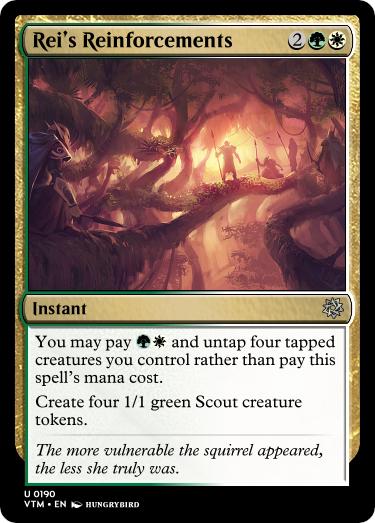 Rei's Reinforcements 2
Instant
You may pay and untap four tapped
creatures you control rather than pay this
spell's mana cost.
Create four 1/1 green Scout creature
tokens.
The more vulnerable the squirrel appeared,
the less she truly was.
U 0190
VTM • EN HUNGRYBIRD